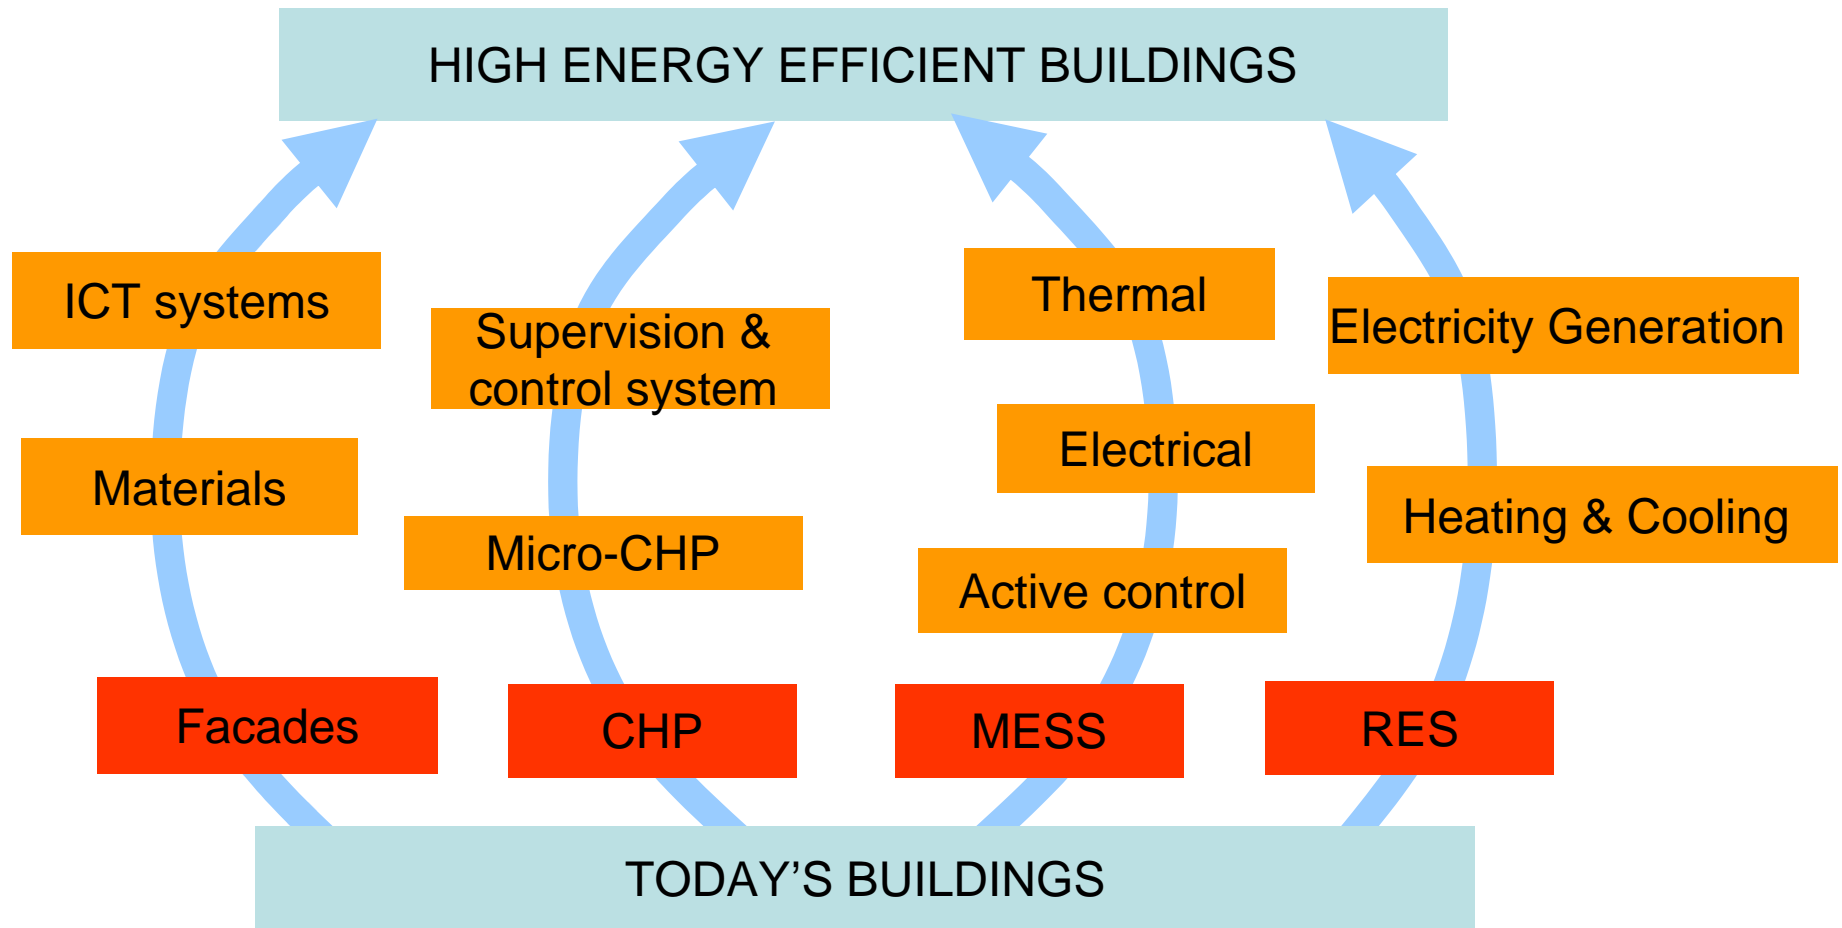 HIGH ENERGY EFFICIENT BUILDINGS
ICT systems
Materials
Facades
Supervision &
control system
Micro-CHP
CHP
Thermal
Electrical
Active control
MESS
Electricity Generation
Heating & Cooling
RES
TODAY’S BUILDINGS